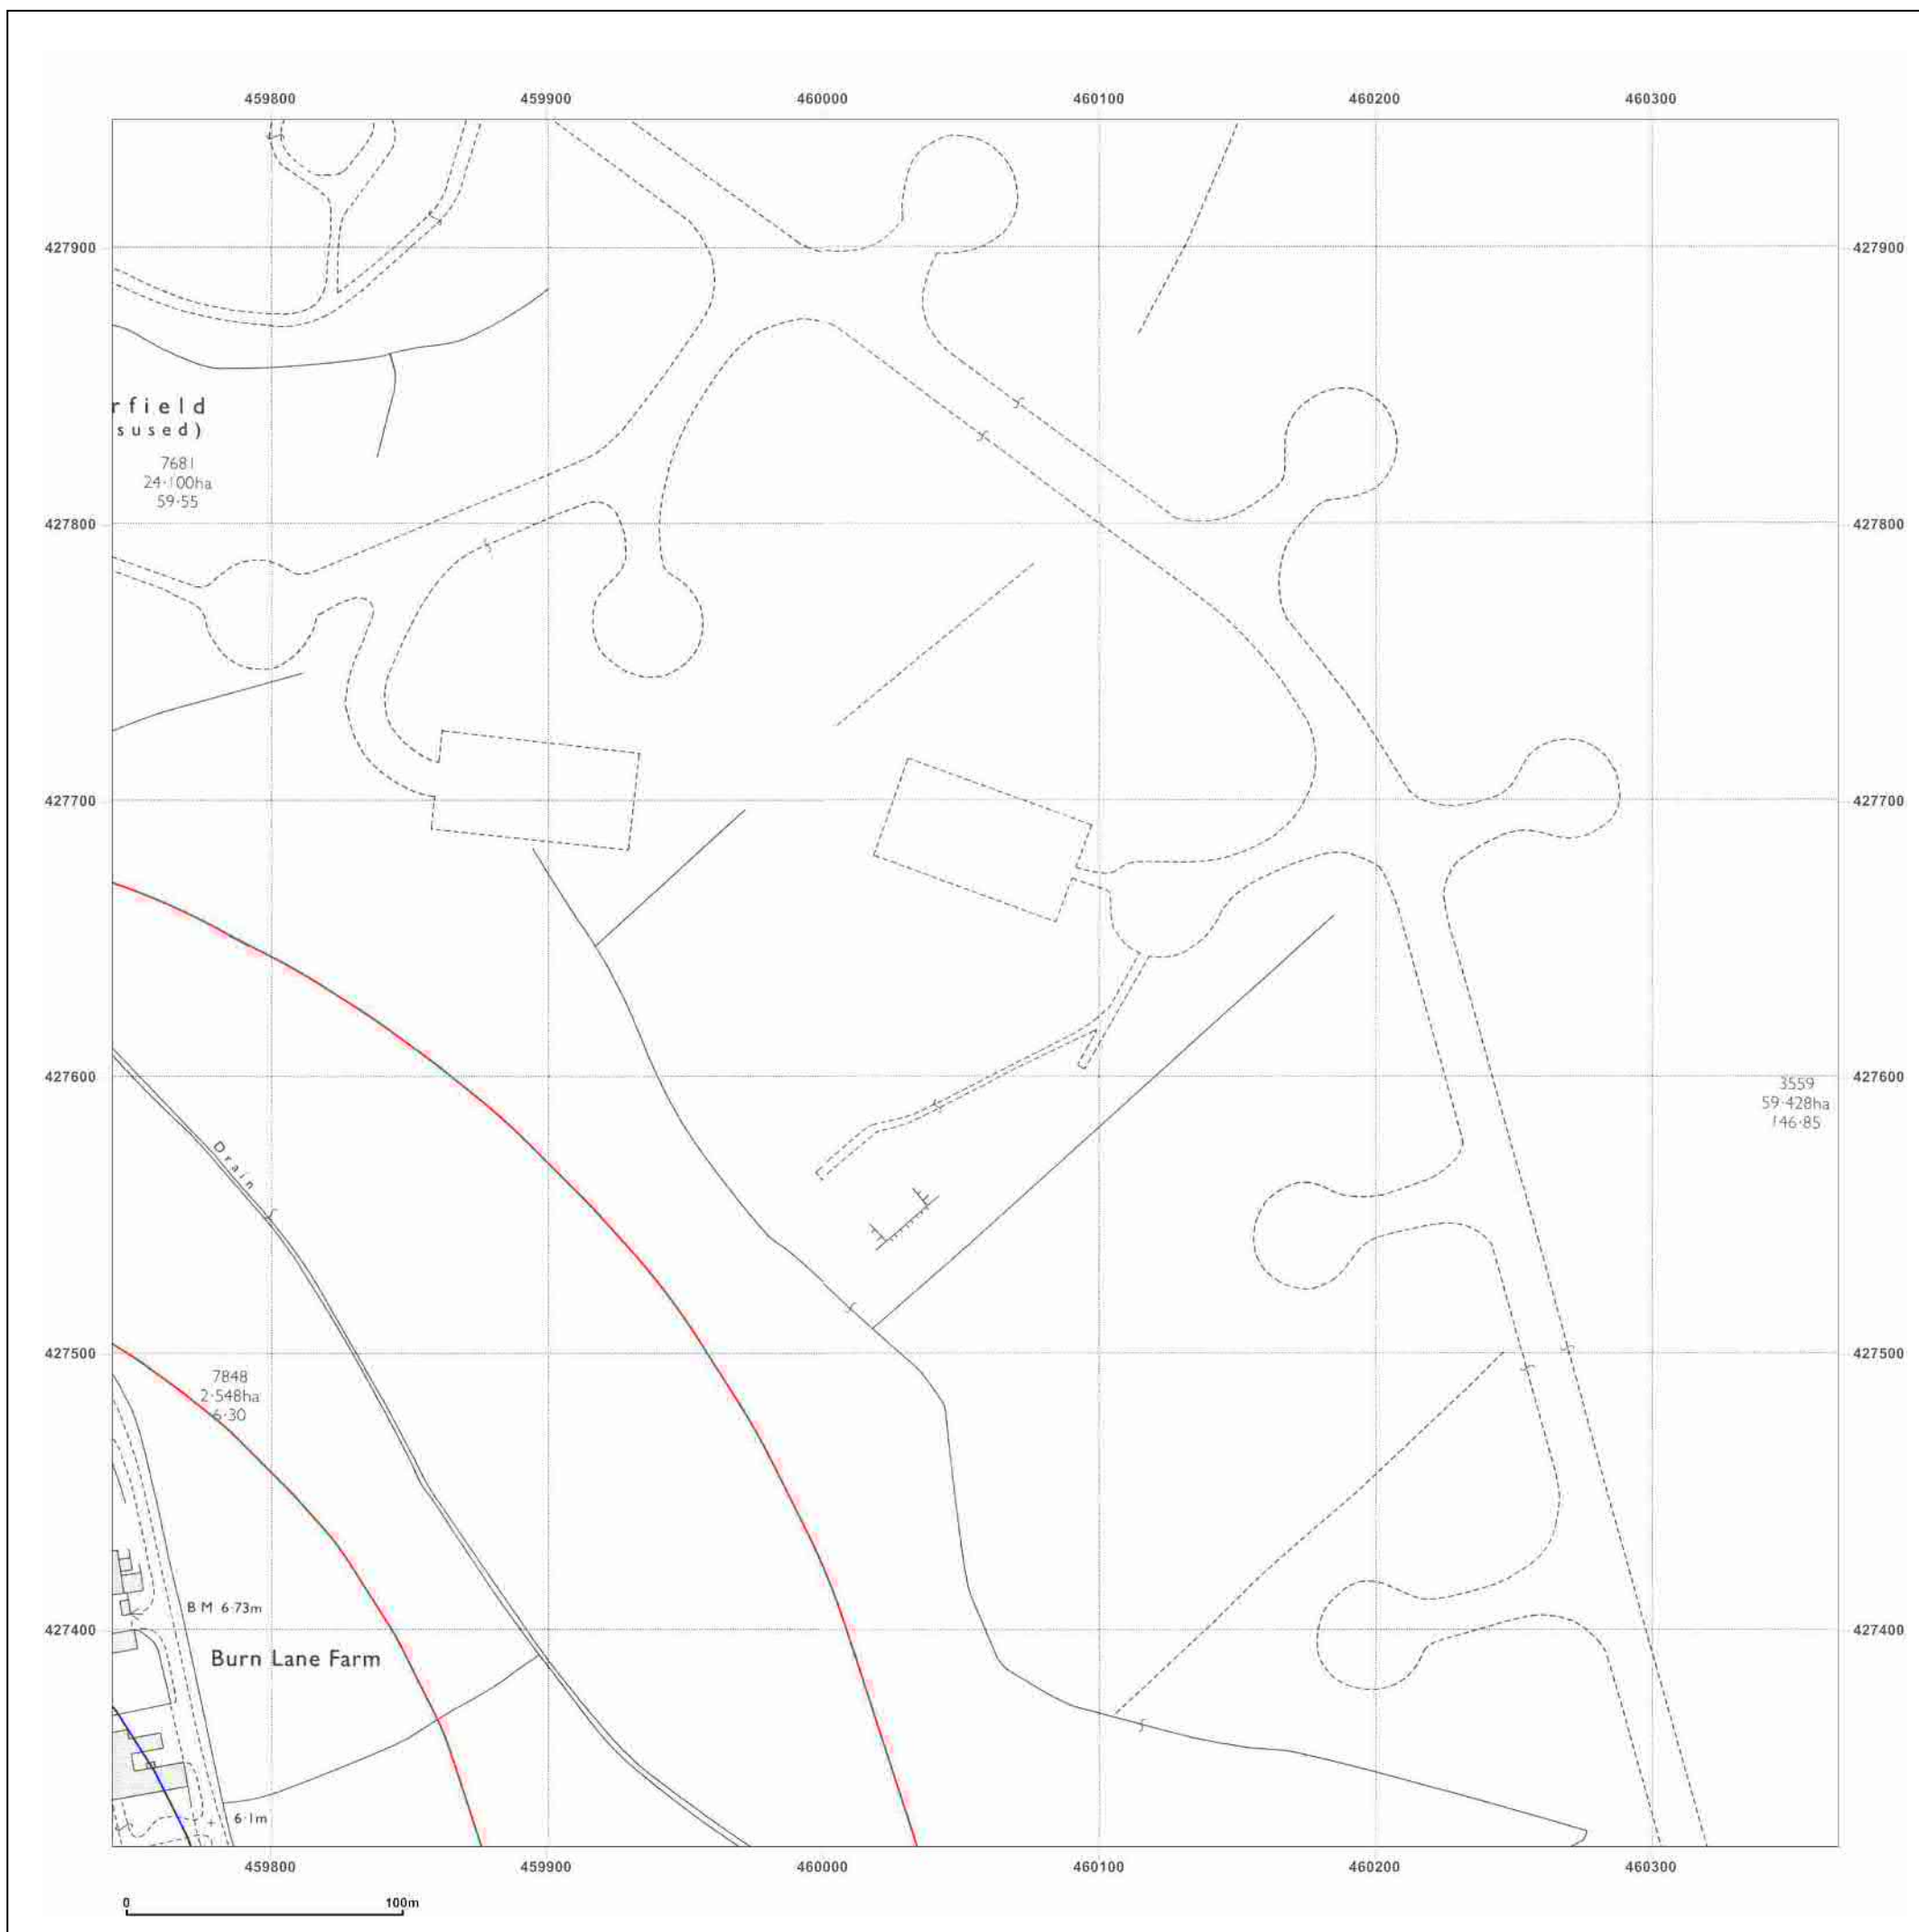 459800 459900 460000 460100 460200 460300
427900 427900
rfield
sused)
7681
24·100ha
59·55
427800 427800
427700 427700
427600 427600
3559
59·428ha
146·85
Drain
427500 427500
7848
2·548ha
6·30
B M 6·73m
427400 427400
Burn Lane Farm
6·1m
459800 459900 460000 460100 460200 460300
0 100m